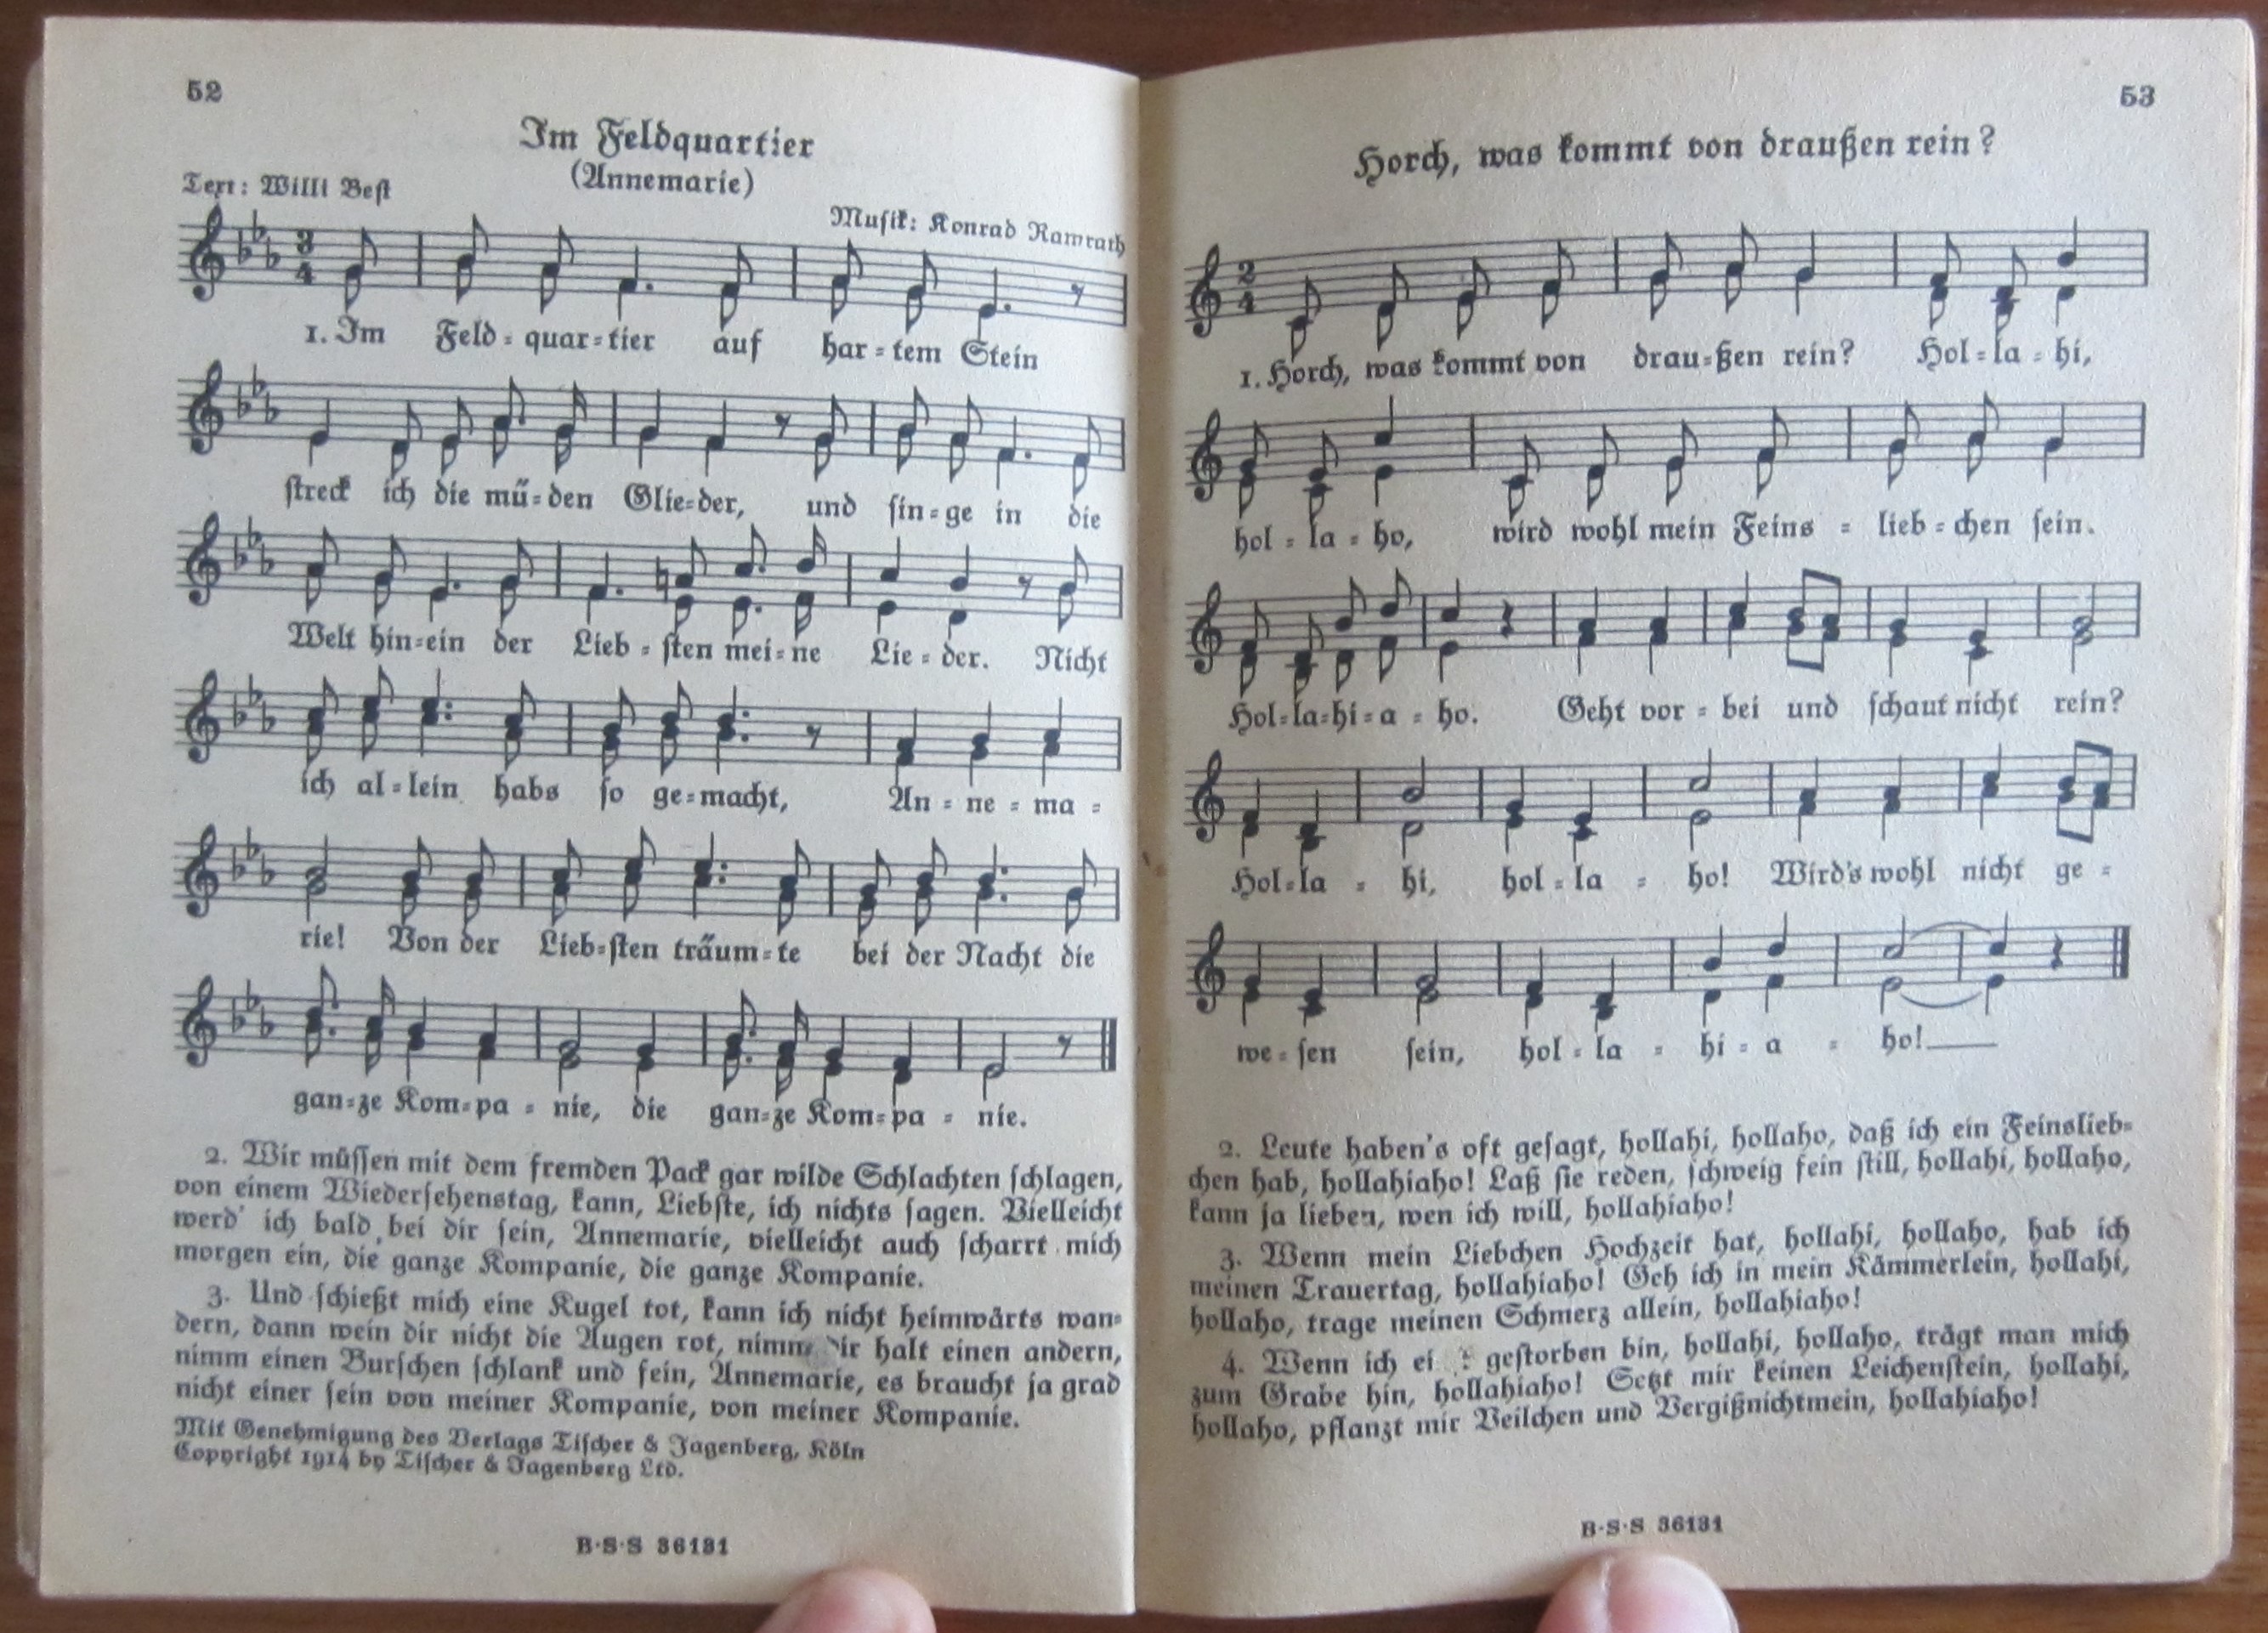 52
Im Feldquartier
(Annemarie)
Text: Willi Best
Musik: Konrad Ramrath
3
4
1. Im Feld-quar-tier auf har-tem Stein
streck ich die mü-den Glie-der, und sin-ge in die
Welt hin-ein der Lieb-sten mei-ne Lie-der. Nicht
ich al-lein habs so ge-macht, An-ne-ma-
rie! Von der Lieb-sten träum-te bei der Nacht die
gan-ze Kom-pa-nie, die gan-ze Kom-pa-nie.
2. Wir müssen mit dem fremden Pack gar wilde Schlachten schlagen,
von einem Wiedersehenstag, kann, Liebste, ich nichts sagen. Vielleicht
werd' ich bald bei dir sein, Annemarie, vielleicht auch scharrt mich
morgen ein, die ganze Kompanie, die ganze Kompanie.
3. Und schießt mich eine Kugel tot, kann ich nicht heimwärts wan-
dern, dann wein dir nicht die Augen rot, nimm dir halt einen andern,
nimm einen Burschen schlank und fein, Annemarie, es braucht ja grad
nicht einer sein von meiner Kompanie, von meiner Kompanie.
Mit Genehmigung des Verlags Tischer & Jagenberg, Köln
Copyright 1914 by Tischer & Jagenberg Ltd.
B·S·S 36131
53
Horch, was kommt von draußen rein?
2
4
1. Horch, was kommt von drau-ßen rein? Hol-la-hi,
hol-la-ho, wird wohl mein Feins-lieb-chen sein.
Hol-la-hi-a-ho. Geht vor-bei und schaut nicht rein?
Hol-la-hi, hol-la-ho! Wird's wohl nicht ge-
we-sen sein, hol-la-hi-a-ho!
2. Leute haben's oft gesagt, hollahi, hollaho, daß ich ein Feinslieb-
chen hab, hollahiaho! Laß sie reden, schweig fein still, hollahi, hollaho,
kann ja lieben, wen ich will, hollahiaho!
3. Wenn mein Liebchen Hochzeit hat, hollahi, hollaho, hab ich
meinen Trauertag, hollahiaho! Geh ich in mein Kämmerlein, hollahi,
hollaho, trage meinen Schmerz allein, hollahiaho!
4. Wenn ich gestorben bin, hollahi, hollaho, trägt man mich
zum Grabe hin, hollahiaho! Setzt mir keinen Leichenstein, hollahi,
hollaho, pflanzt mir Veilchen und Vergißnichtmein, hollahiaho!
B·S·S 36131